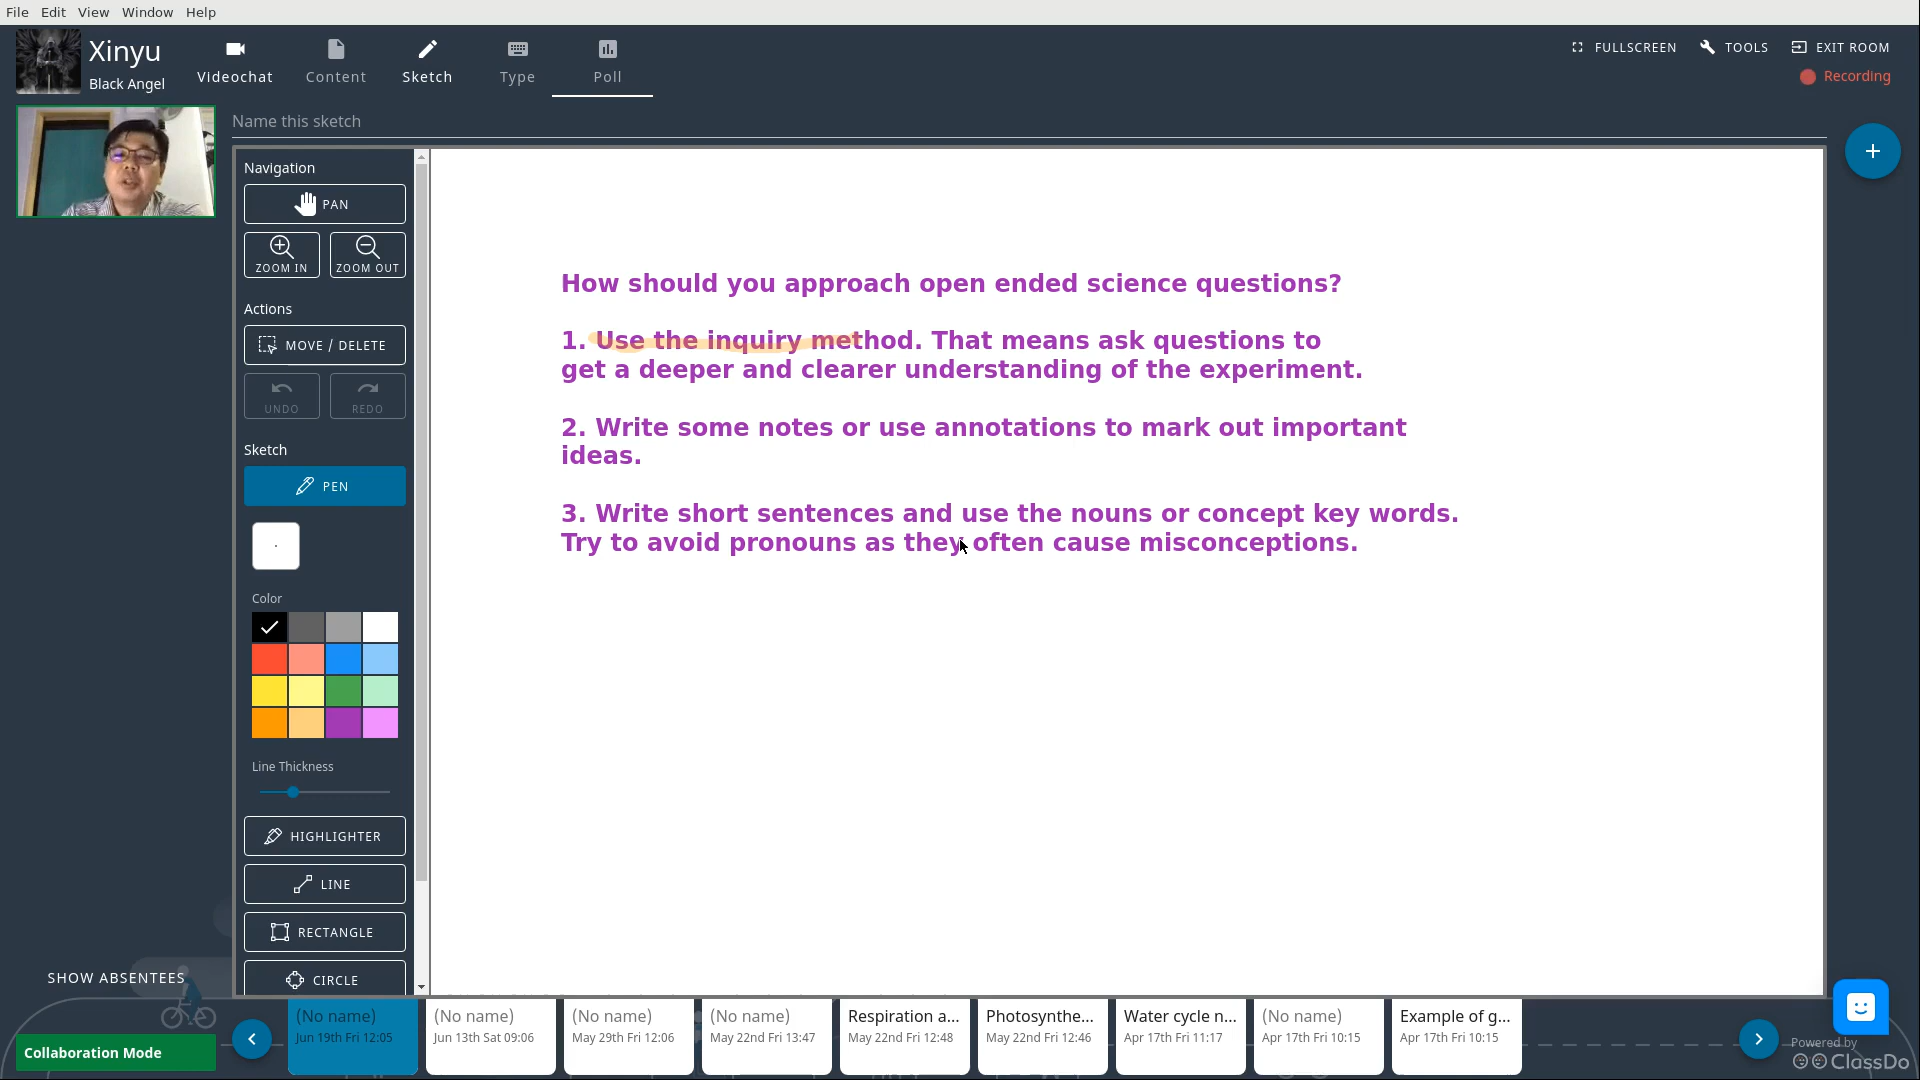 File Edit View Window Help
Xinyu
Black Angel
Videochat
Content
Sketch
Type
Poll
FULLSCREEN
TOOLS
EXIT ROOM
Recording
Name this sketch
+
Navigation
PAN
ZOOM IN
ZOOM OUT
Actions
MOVE / DELETE
UNDO
REDO
Sketch
PEN
Color
Line Thickness
HIGHLIGHTER
LINE
RECTANGLE
CIRCLE
How should you approach open ended science questions?
1. Use the inquiry method. That means ask questions to
get a deeper and clearer understanding of the experiment.
2. Write some notes or use annotations to mark out important
ideas.
3. Write short sentences and use the nouns or concept key words.
Try to avoid pronouns as they often cause misconceptions.
SHOW ABSENTEES
Collaboration Mode
(No name)
Jun 19th Fri 12:05
(No name)
Jun 13th Sat 09:06
(No name)
May 29th Fri 12:06
(No name)
May 22nd Fri 13:47
Respiration a...
May 22nd Fri 12:48
Photosynthe...
May 22nd Fri 12:46
Water cycle n...
Apr 17th Fri 11:17
(No name)
Apr 17th Fri 10:15
Example of g...
Apr 17th Fri 10:15
Powered by
ClassDo